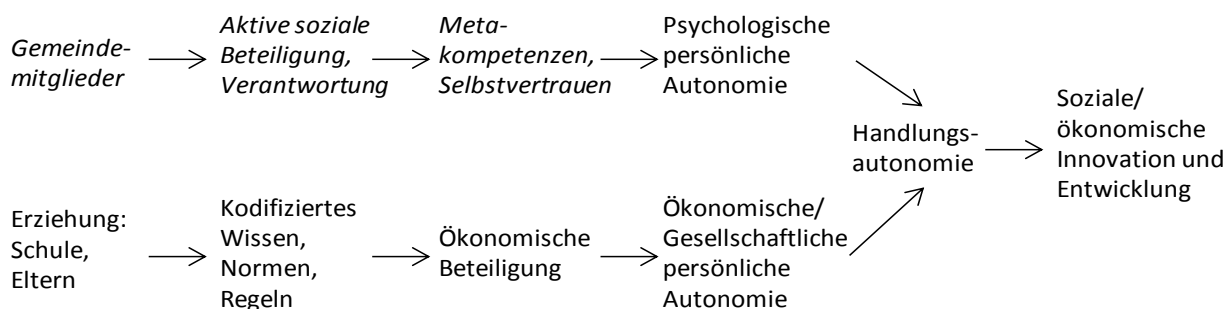 Gemeinde-
mitglieder
Aktive soziale
Beteiligung,
Verantwortung
Meta-
kompetenzen,
Selbstvertrauen
Psychologische
persönliche
Autonomie
Handlungs-
autonomie
Soziale/
ökonomische
Innovation und
Entwicklung
Erziehung:
Schule,
Eltern
Kodifiziertes
Wissen,
Normen,
Regeln
Ökonomische
Beteiligung
Ökonomische/
Gesellschaftliche
persönliche
Autonomie